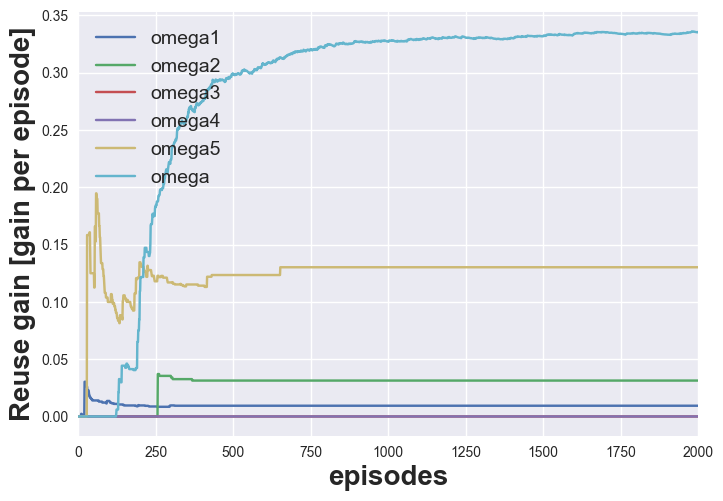 Reuse gain [gain per episode]
0.35
0.30
0.25
0.20
0.15
0.10
0.05
0.00
omega1
omega2
omega3
omega4
omega5
omega
0 250 500 750 1000 1250 1500 1750 2000
episodes